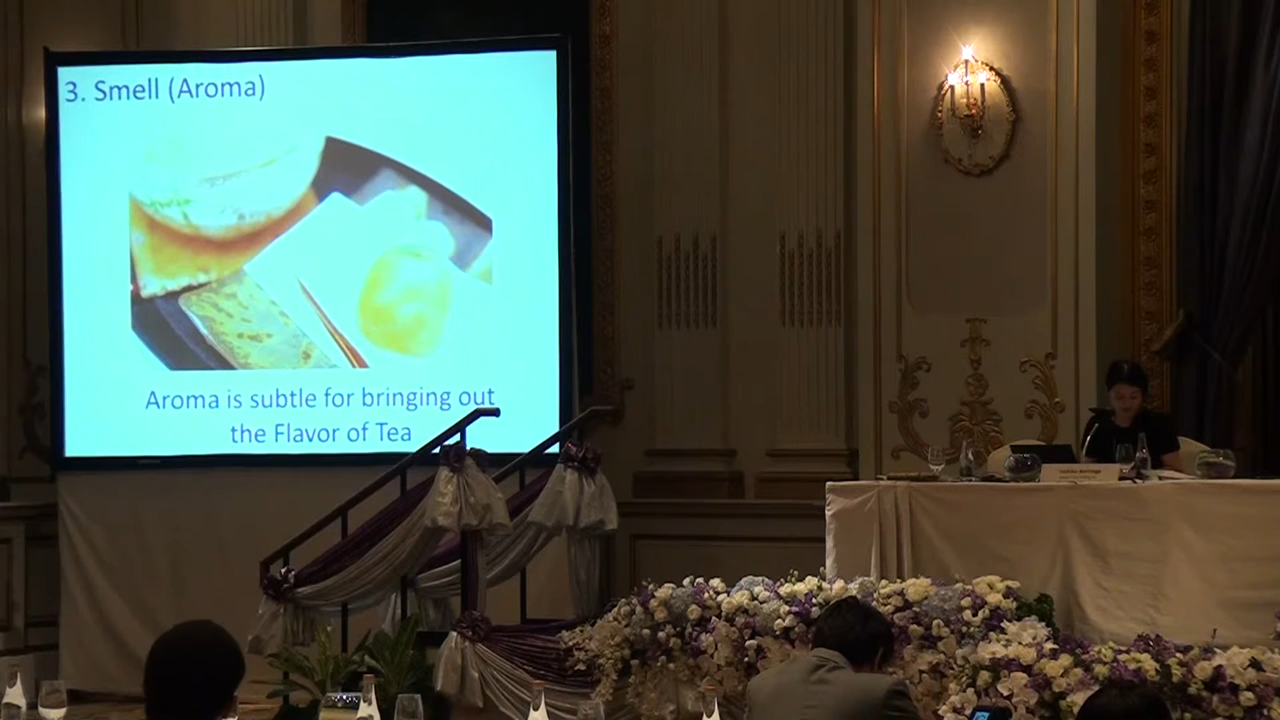 3. Smell (Aroma)
Aroma is subtle for bringing out
the Flavor of Tea